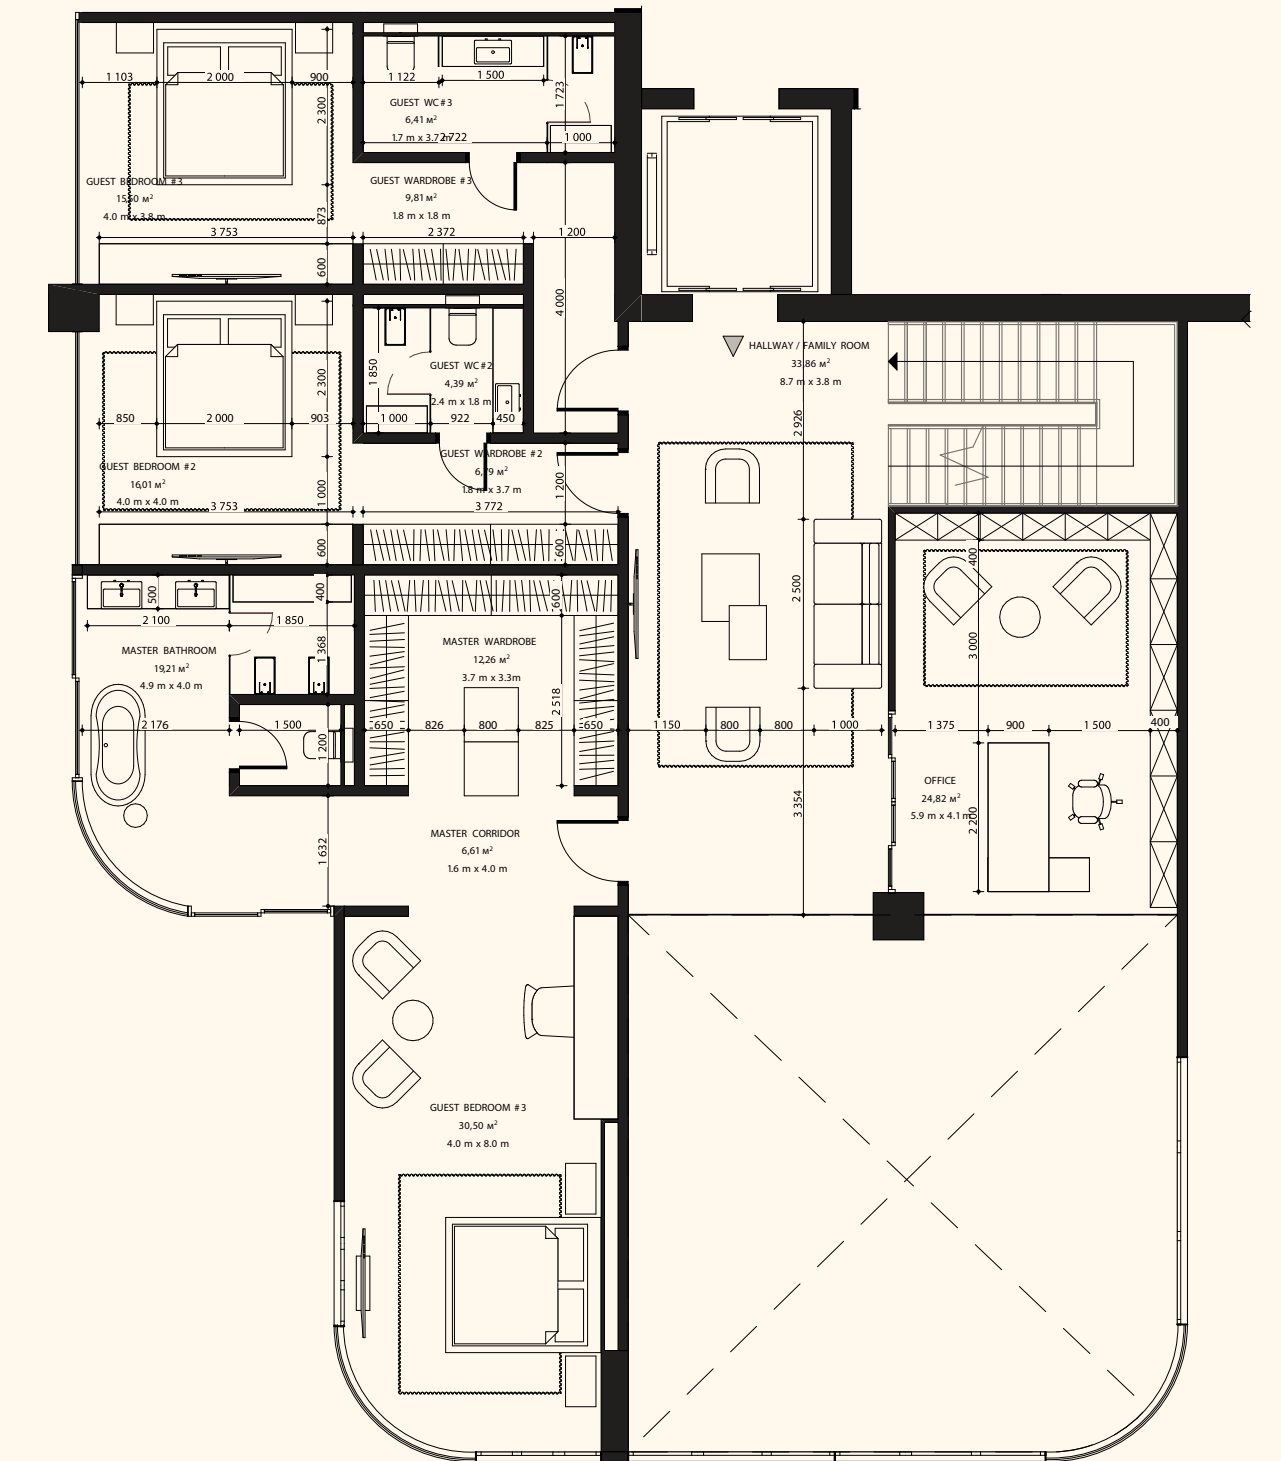 1 103
2 000
900
1 122
1 500
2 300
1 723
GUEST WC#3
6,41 м²
1.7 m x 3.7 m
2 722
1 000
GUEST BEDROOM #3
4.0 m x 3.8 m
873
GUEST WARDROBE #3
9,81 м²
1.8 m x 1.8 m
3 753
2 372
1 200
600
4 000
HALLWAY / FAMILY ROOM
33,86 м²
8.7 m x 3.8 m
2 300
1 850
GUEST WC#2
4,39 м²
2.4 m x 1.8 m
850
2 000
903
1 000
922
450
2 926
GUEST BEDROOM #2
16,01 м²
4.0 m x 4.0 m
1 000
GUEST WARDROBE #2
6,79 м²
1.8 m x 3.7 m
1 200
3 753
3 772
600
600
400
500
400
600
2 500
2 100
1 850
1 368
3 000
MASTER BATHROOM
19,21 м²
4.9 m x 4.0 m
MASTER WARDROBE
12,26 м²
3.7 m x 3.3m
2 518
2 176
1 500
1 200
650
826
800
825
650
1 150
800
800
1 000
1 375
900
1 500
400
OFFICE
24,82 м²
5.9 m x 4.1 m
2 200
3 354
1 632
MASTER CORRIDOR
6,61 м²
1.6 m x 4.0 m
GUEST BEDROOM #3
30,50 м²
4.0 m x 8.0 m